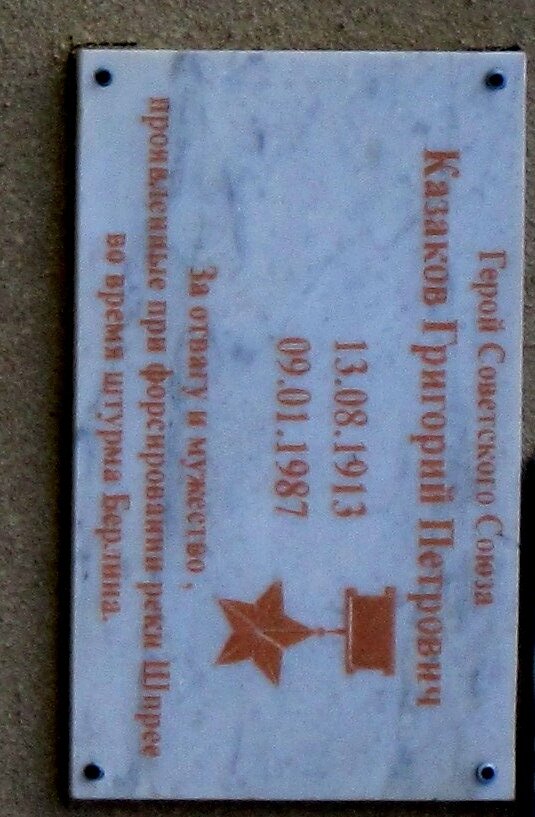 Герой Советского Союза
Казаков Григорий Петрович
13.08.1913
09.01.1987
За отвагу и мужество,
проявленные при форсировании реки Шпрее
во время штурма Берлина.